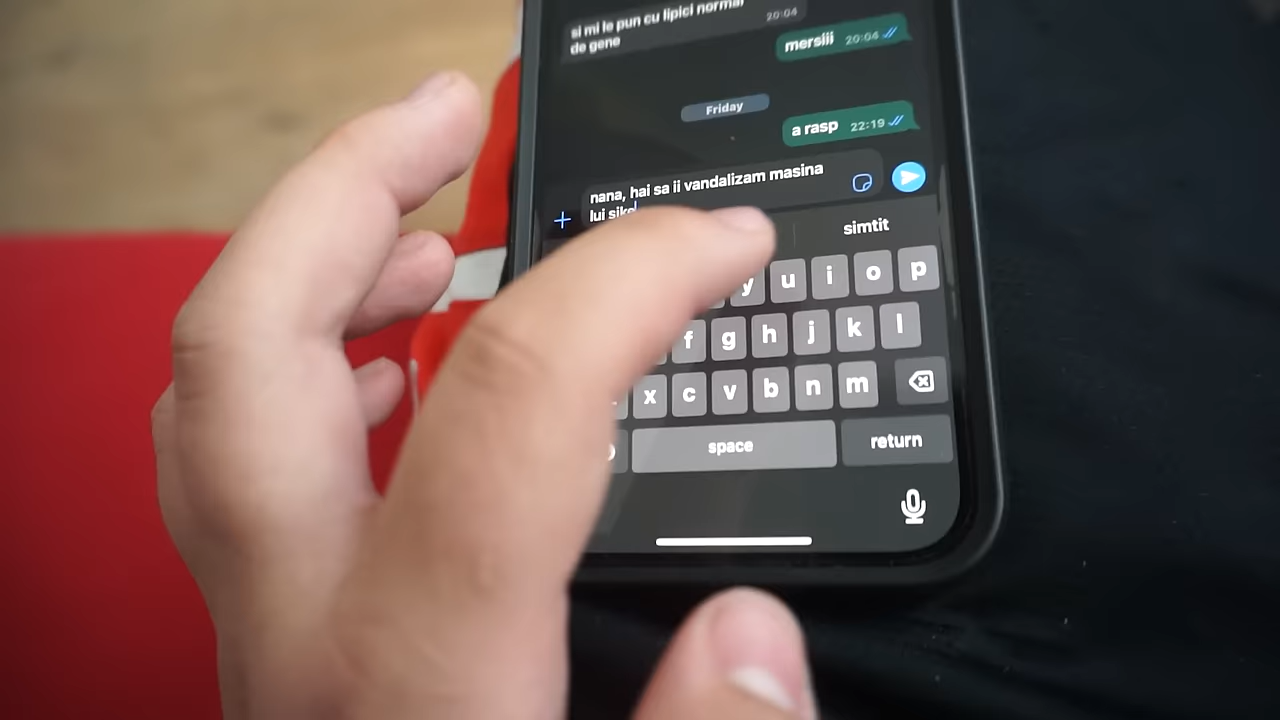 si mi le pun cu lipici normal
de gene
20:04
mersiii 20:04
Friday
a rasp 22:19
nana, hai sa ii vandalizam masina
lui
simtit
y u i o p
f g h j k l
x c v b n m
space return